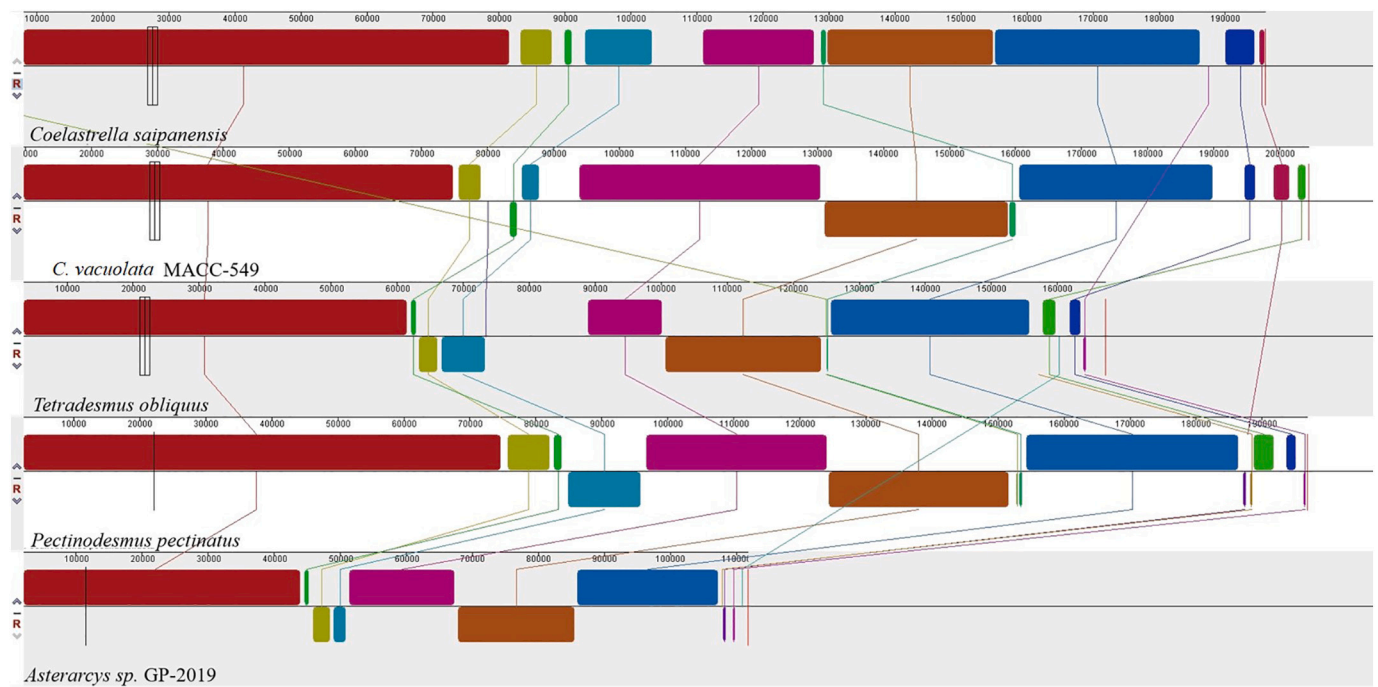 10000 20000 30000 40000 50000 60000 70000 80000 90000 100000 110000 120000 130000 140000 150000 160000 170000 180000 190000
R
Coelastrella saipanensis
000 20000 30000 40000 50000 60000 70000 80000 90000 100000 110000 120000 130000 140000 150000 160000 170000 180000 190000 200000
R
C. vacuolata MACC-549
10000 20000 30000 40000 50000 60000 70000 80000 90000 100000 110000 120000 130000 140000 150000 160000
R
Tetradesmus obliquus
10000 20000 30000 40000 50000 60000 70000 80000 90000 100000 110000 120000 130000 140000 150000 160000 170000 180000 190000
R
Pectinodesmus pectinatus
10000 20000 30000 40000 50000 60000 70000 80000 90000 100000 110000
R
Asterarcys sp. GP-2019